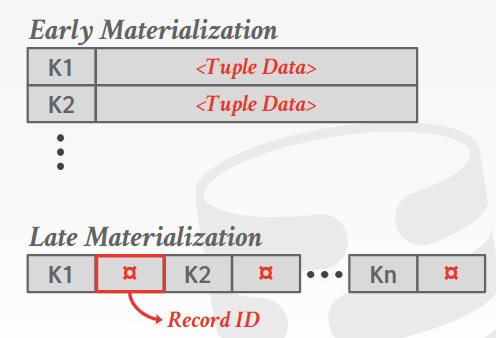 Early Materialization
K1 <Tuple Data>
K2 <Tuple Data>
Late Materialization
K1 ¤ K2 ¤ ••• Kn ¤
Record ID